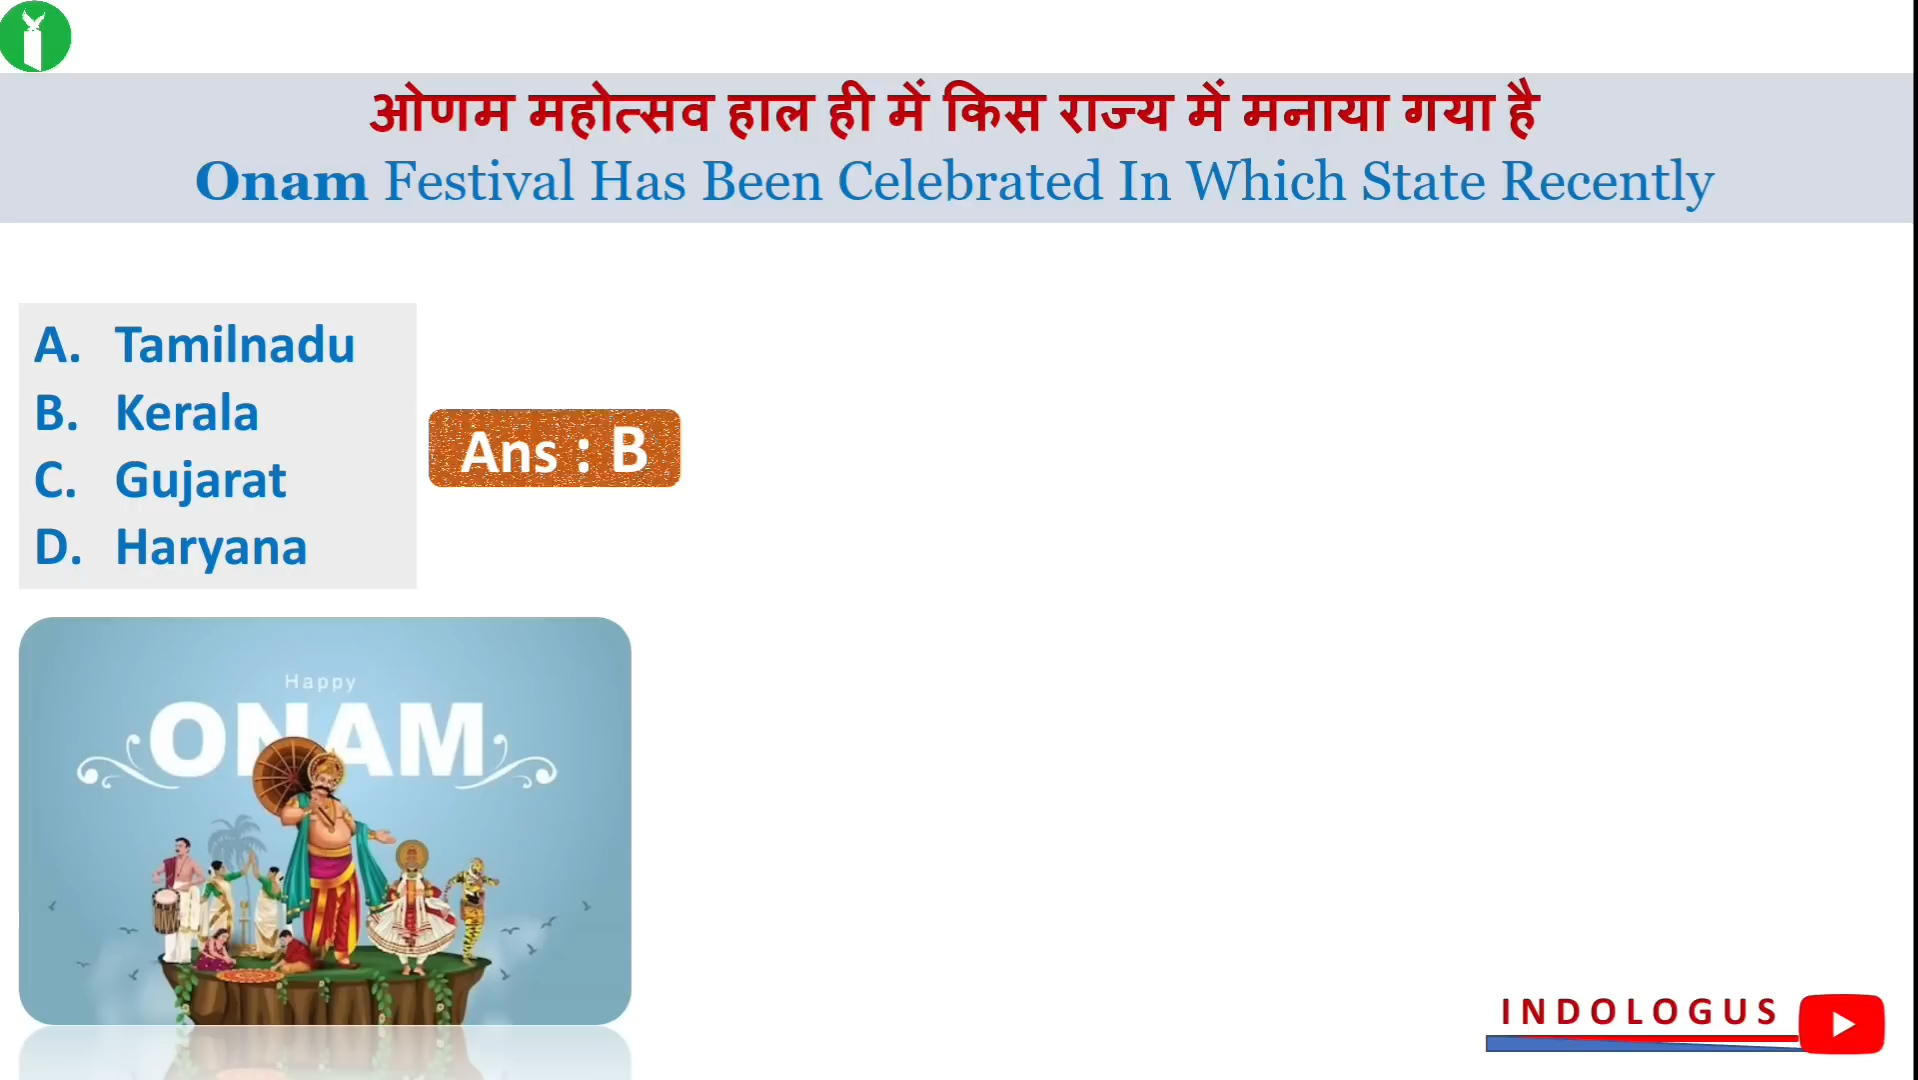 ओणम महोत्सव हाल ही में किस राज्य में मनाया गया है
Onam Festival Has Been Celebrated In Which State Recently
A. Tamilnadu
B. Kerala
C. Gujarat
D. Haryana
Ans : B
Happy
ONAM
INDOLOGUS